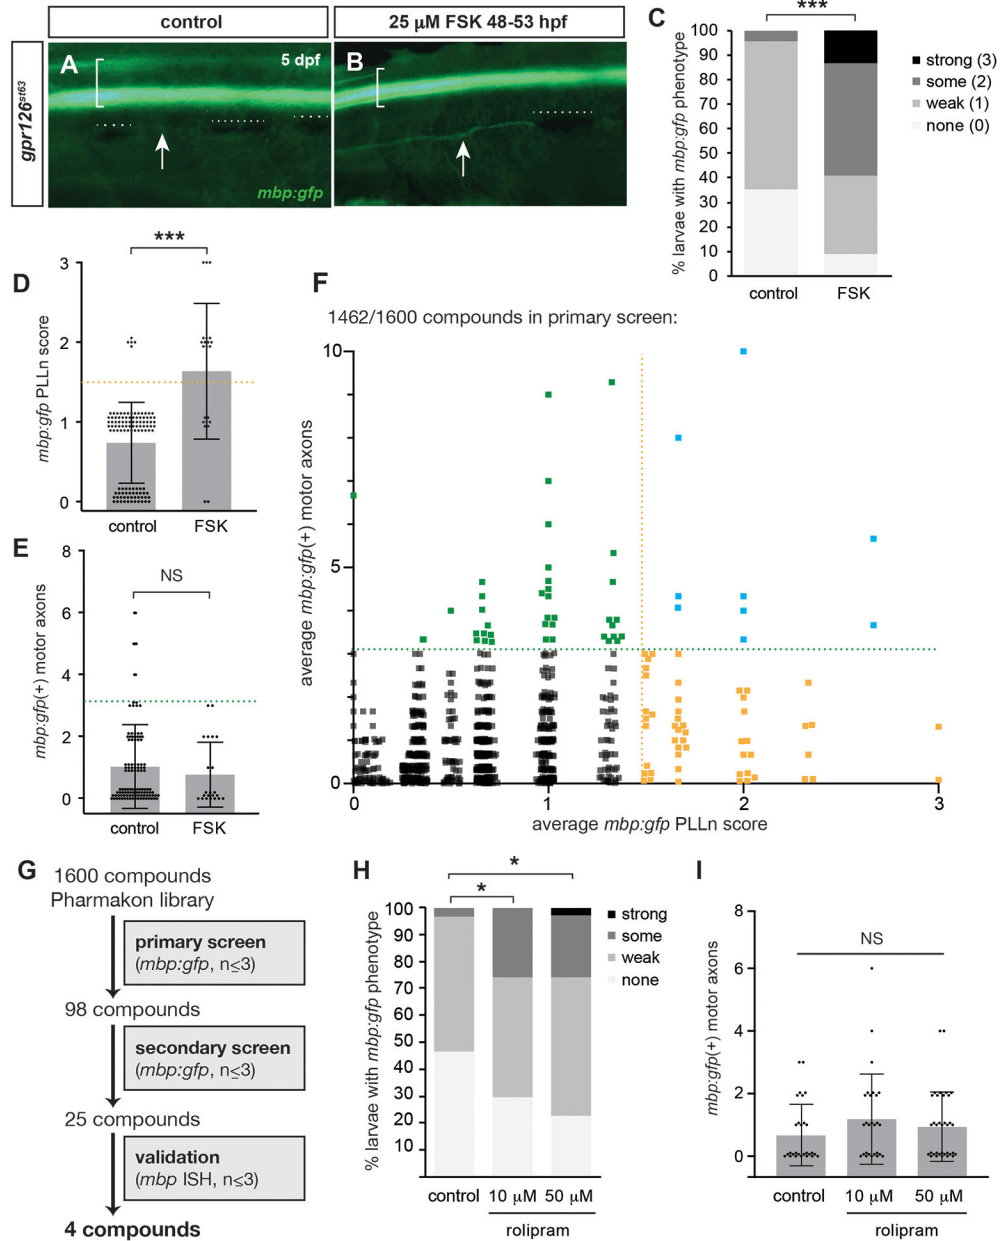 control
25 µM FSK 48-53 hpf
gpr126st63
A
5 dpf
mbp:gfp
B
C
***
% larvae with mbp:gfp phenotype
100
90
80
70
60
50
40
30
20
10
0
control
FSK
strong (3)
some (2)
weak (1)
none (0)
D
***
mbp:gfp PLLn score
3
2
1
0
control
FSK
E
NS
mbp:gfp(+) motor axons
8
6
4
2
0
control
FSK
F
1462/1600 compounds in primary screen:
average mbp:gfp(+) motor axons
10
5
0
0
1
2
3
average mbp:gfp PLLn score
G
1600 compounds
Pharmakon library
primary screen
(mbp:gfp, n≤3)
98 compounds
secondary screen
(mbp:gfp, n≤3)
25 compounds
validation
(mbp ISH, n≤3)
4 compounds
H
*
*
% larvae with mbp:gfp phenotype
100
90
80
70
60
50
40
30
20
10
control
10 µM
50 µM
rolipram
strong
some
weak
none
I
NS
mbp:gfp(+) motor axons
8
6
4
2
0
control
10 µM
50 µM
rolipram